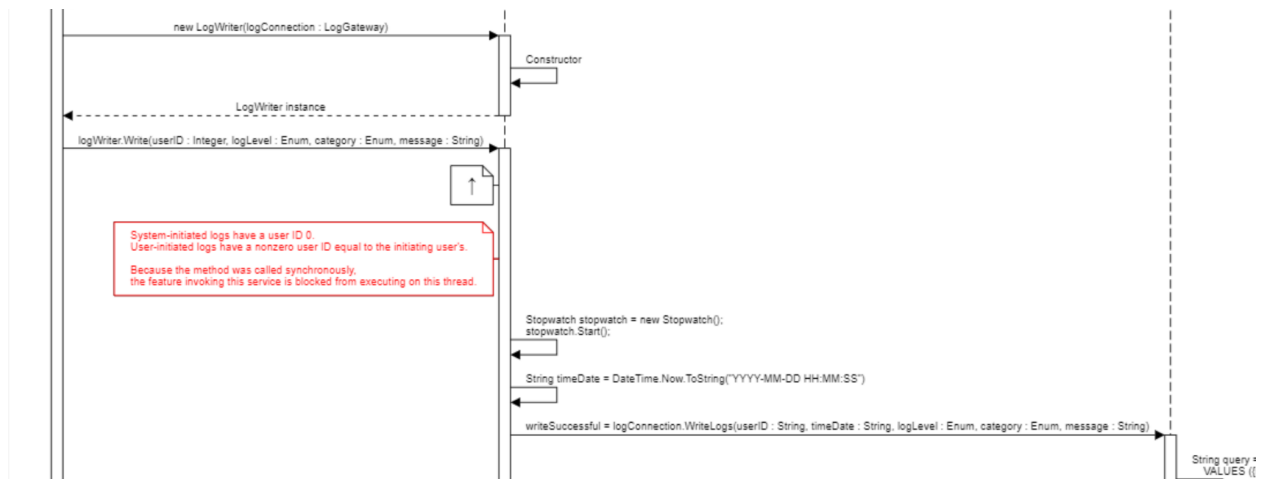 new LogWriter(logConnection : LogGateway)
Constructor
LogWriter instance
logWriter.Write(userID : Integer, logLevel : Enum, category : Enum, message : String)
↑
System-initiated logs have a user ID 0.
User-initiated logs have a nonzero user ID equal to the initiating user's.
Because the method was called synchronously,
the feature invoking this service is blocked from executing on this thread.
Stopwatch stopwatch = new Stopwatch();
stopwatch.Start();
String timeDate = DateTime.Now.ToString("YYYY-MM-DD HH:MM:SS")
writeSuccessful = logConnection.WriteLogs(userID : String, timeDate : String, logLevel : Enum, category : Enum, message : String)
String query =
VALUES ({